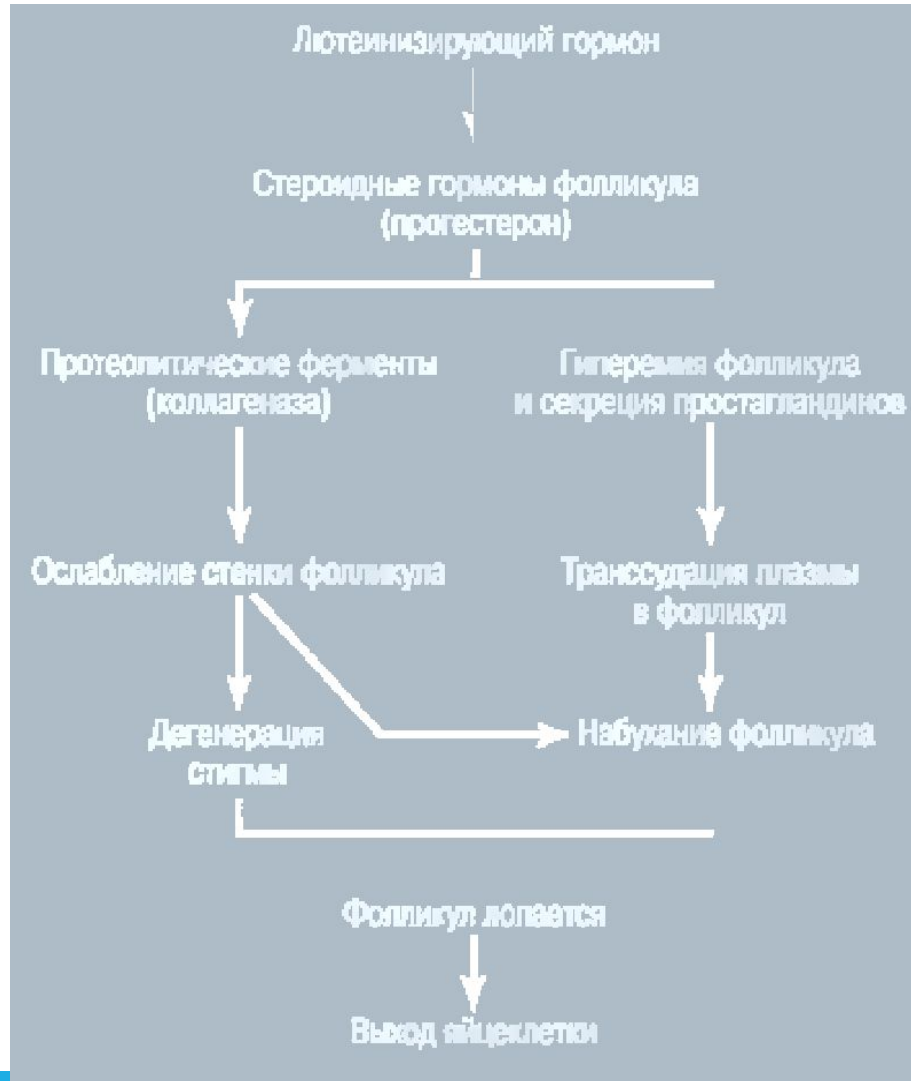 Лютеинизирующий гормон
Стероидные гормоны фолликула
(прогестерон)
Протеолитические ферменты
(коллагеназа)
Гиперемия фолликула
и секреция простагландинов
Ослабление стенки фолликула
Транссудация плазмы
в фолликул
Дегенерация
стигмы
Набухание фолликула
Фолликул лопается
Выход яйцеклетки